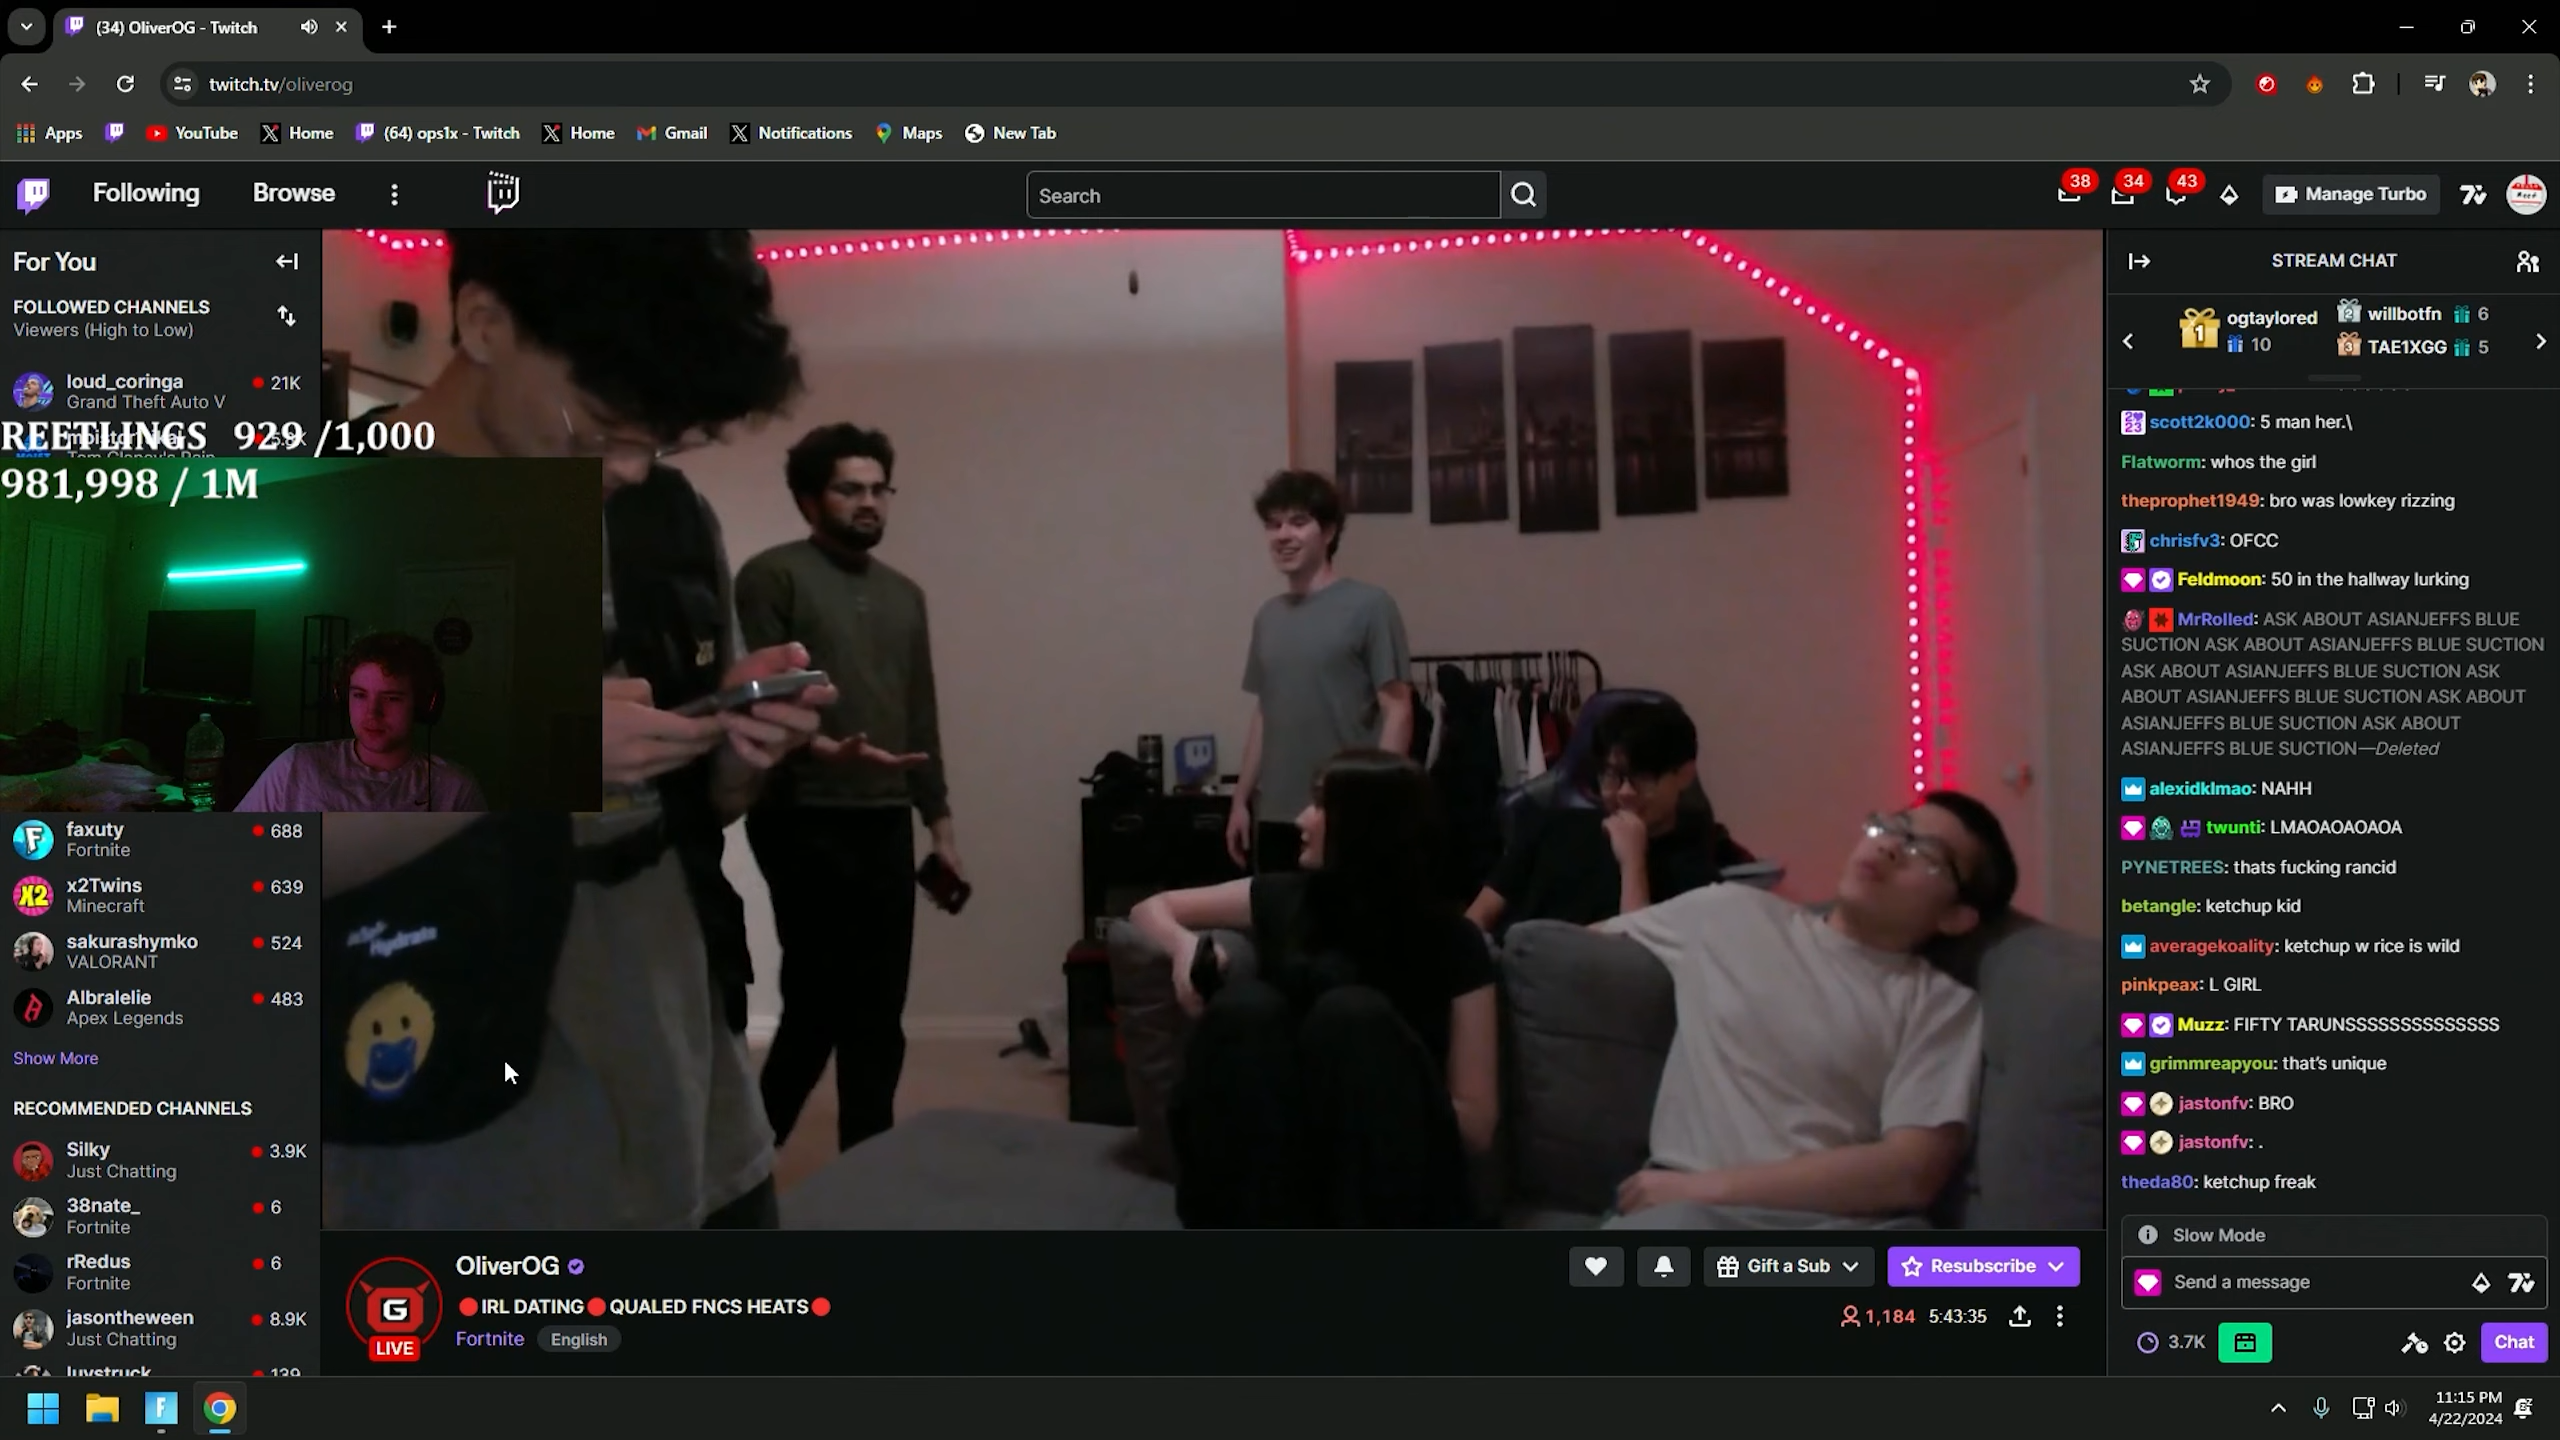 (34) OliverOG - Twitch
twitch.tv/oliverog
Apps
YouTube
Home
(64) ops1x - Twitch
Home
Gmail
Notifications
Maps
New Tab
Following
Browse
Search
38
34
43
Manage Turbo
For You
FOLLOWED CHANNELS
Viewers (High to Low)
loud_coringa
21K
Grand Theft Auto V
REETLINGS 929 /1,000
981,998 / 1M
faxuty
688
Fortnite
x2Twins
639
Minecraft
sakurashymko
524
VALORANT
Albralelie
483
Apex Legends
Show More
RECOMMENDED CHANNELS
Silky
3.9K
Just Chatting
38nate_
6
Fortnite
rRedus
6
Fortnite
jasontheween
8.9K
Just Chatting
luvstruck
139
Hydrate
OliverOG
IRL DATING QUALED FNCS HEATS
Fortnite
English
LIVE
Gift a Sub
Resubscribe
1,184
5:43:35
STREAM CHAT
1
ogtaylored
10
2
willbotfn
6
3
TAE1XGG
5
scott2k000: 5 man her.\
Flatworm: whos the girl
theprophet1949: bro was lowkey rizzing
chrisfv3: OFCC
Feldmoon: 50 in the hallway lurking
MrRolled: ASK ABOUT ASIANJEFFS BLUE
SUCTION ASK ABOUT ASIANJEFFS BLUE SUCTION
ASK ABOUT ASIANJEFFS BLUE SUCTION ASK
ABOUT ASIANJEFFS BLUE SUCTION ASK ABOUT
ASIANJEFFS BLUE SUCTION ASK ABOUT
ASIANJEFFS BLUE SUCTION—Deleted
alexidklmao: NAHH
twunti: LMAOAOAOAOA
PYNETREES: thats fucking rancid
betangle: ketchup kid
averagekoality: ketchup w rice is wild
pinkpeax: L GIRL
Muzz: FIFTY TARUNSSSSSSSSSSSSSS
grimmreapyou: that's unique
jastonfv: BRO
jastonfv: .
theda80: ketchup freak
Slow Mode
Send a message
3.7K
Chat
11:15 PM
4/22/2024